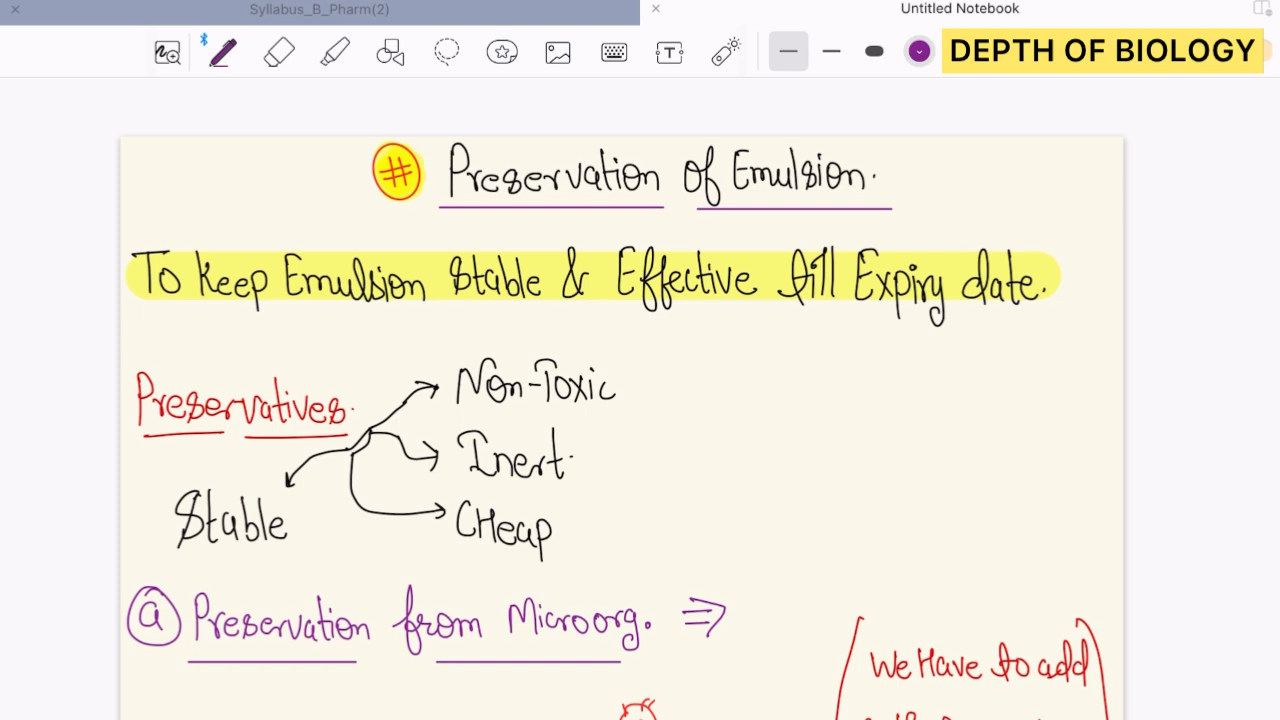 Syllabus_B_Pharm(2)
Untitled Notebook
DEPTH OF BIOLOGY
# Preservation of Emulsion.
To Keep Emulsion Stable & Effective till Expiry date.
Preservatives.
Non-Toxic
Inert.
Stable
CHeap
a Preservation from Microorg. ⇒
We Have to add